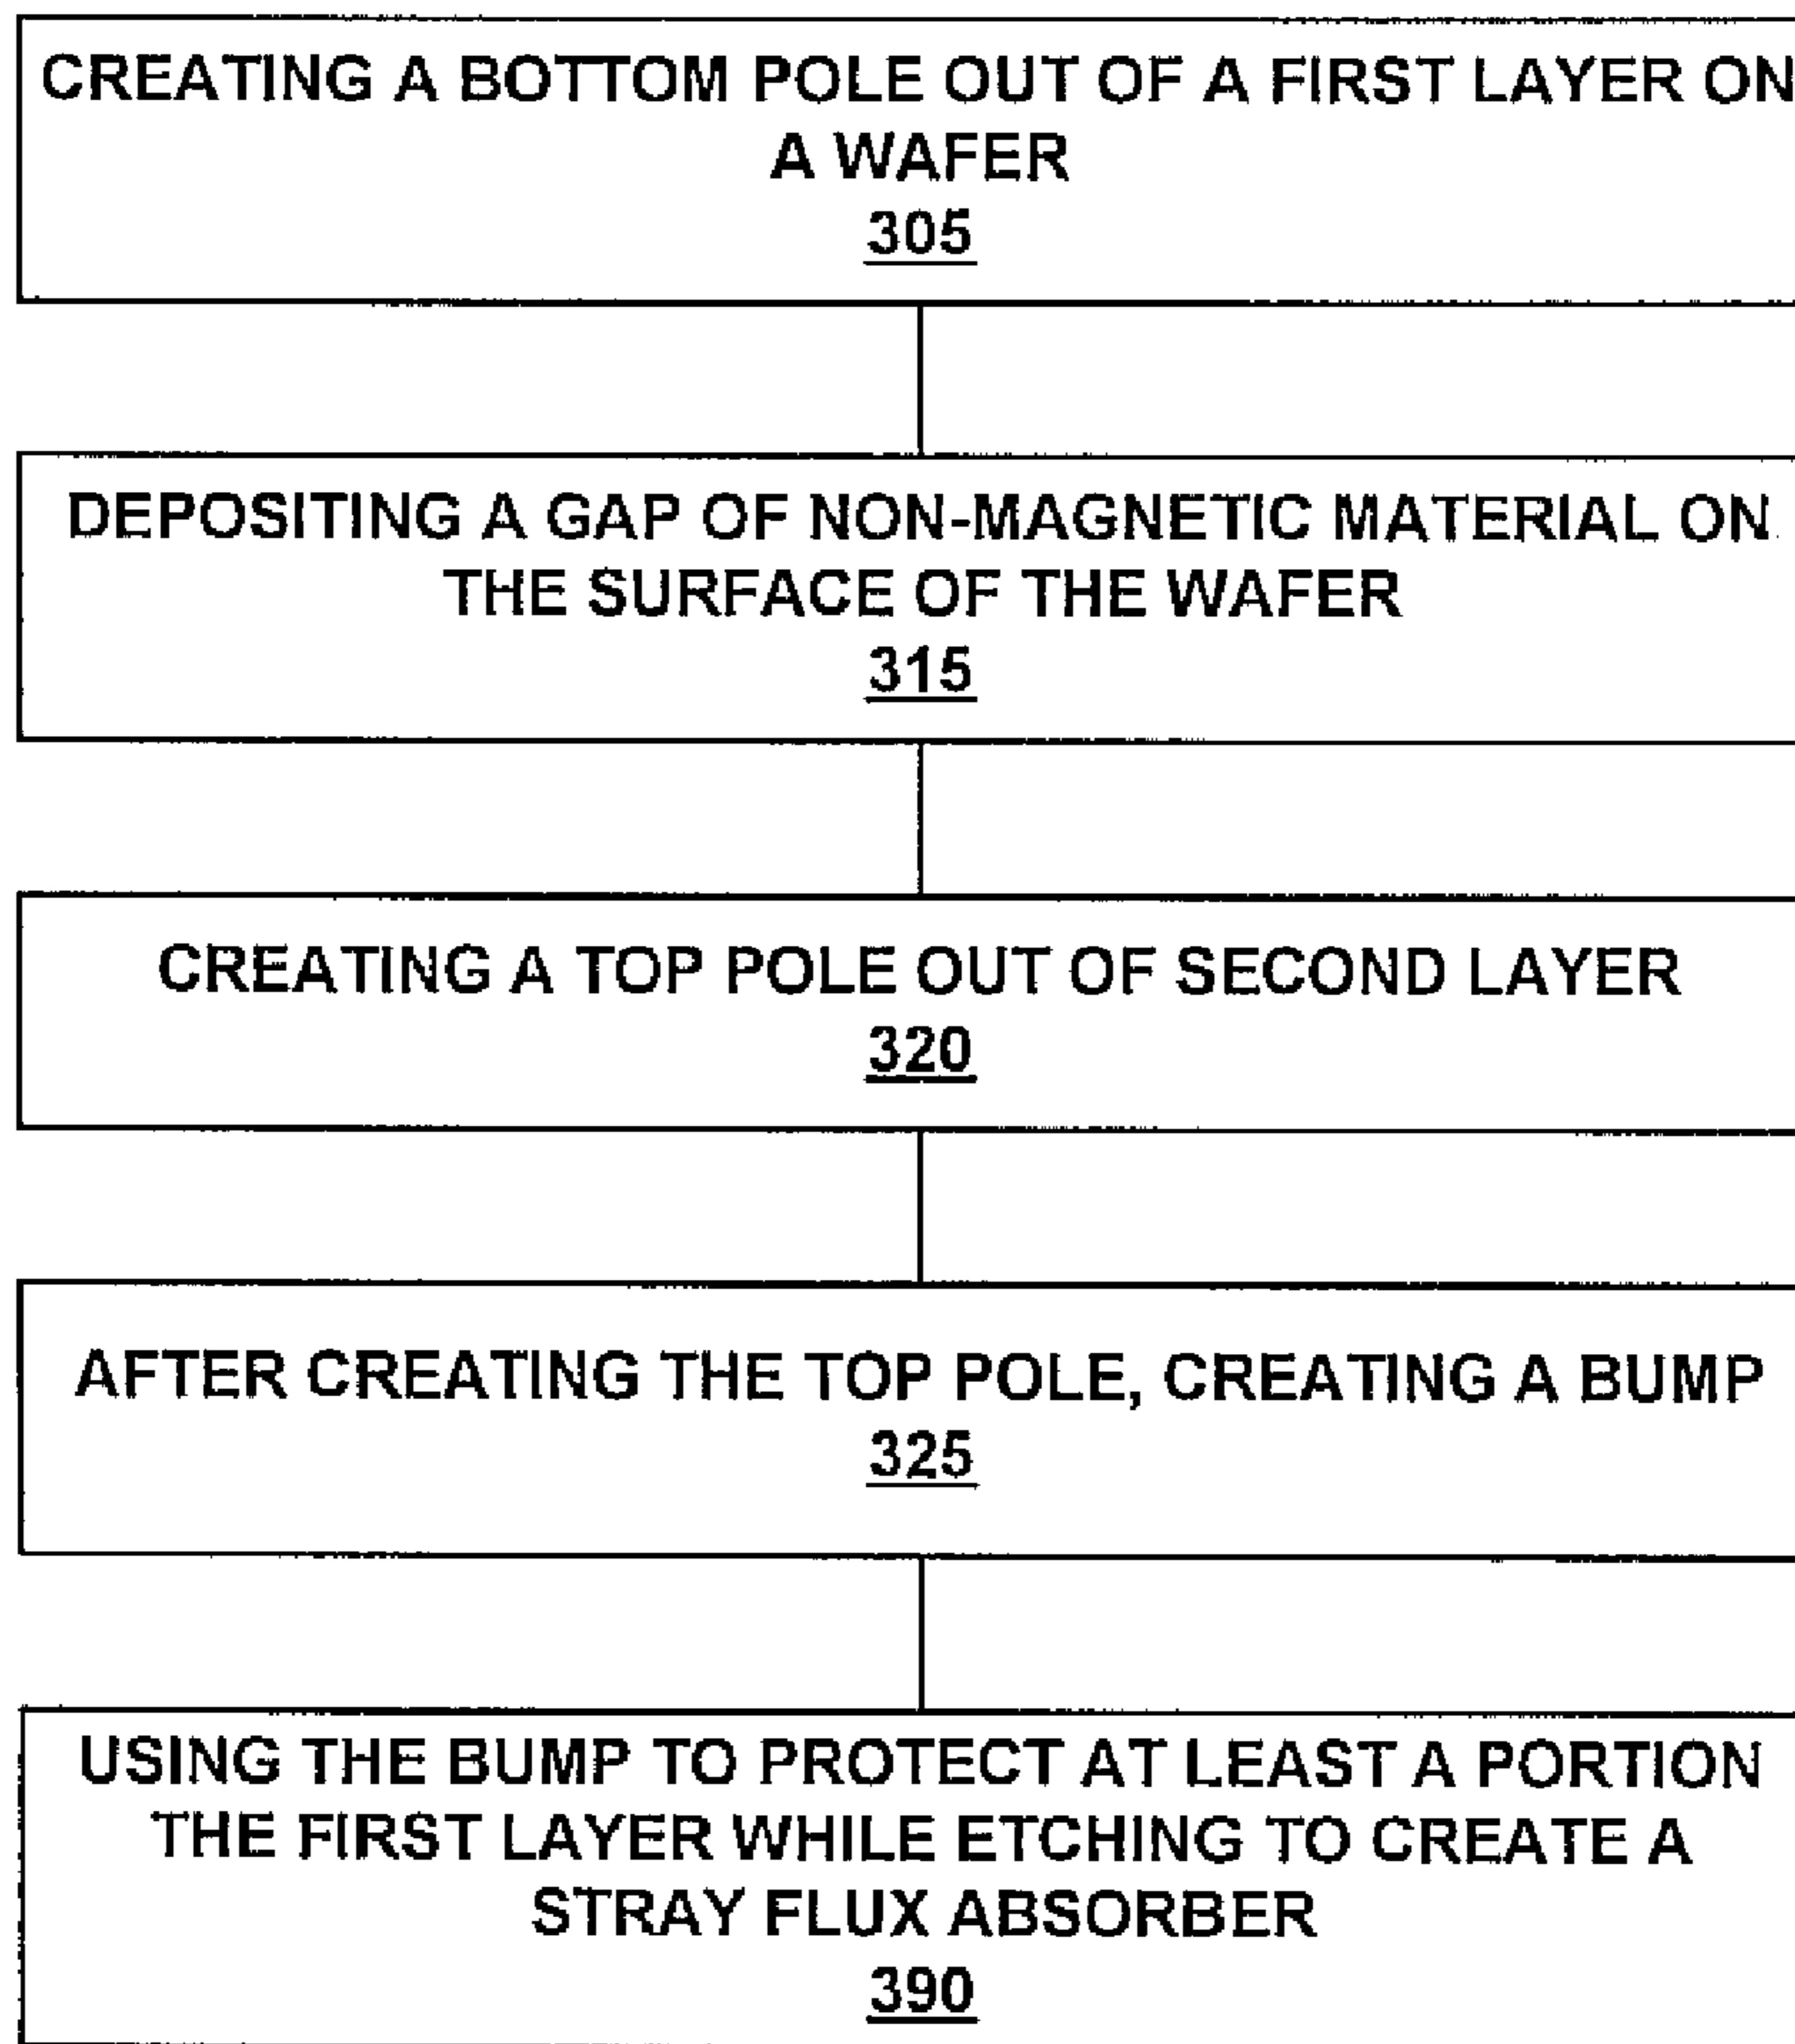 CREATING A BOTTOM POLE OUT OF A FIRST LAYER ON
A WAFER
305
DEPOSITING A GAP OF NON-MAGNETIC MATERIAL ON
THE SURFACE OF THE WAFER
315
CREATING A TOP POLE OUT OF SECOND LAYER
320
AFTER CREATING THE TOP POLE, CREATING A BUMP
325
USING THE BUMP TO PROTECT AT LEAST A PORTION
THE FIRST LAYER WHILE ETCHING TO CREATE A
STRAY FLUX ABSORBER
390